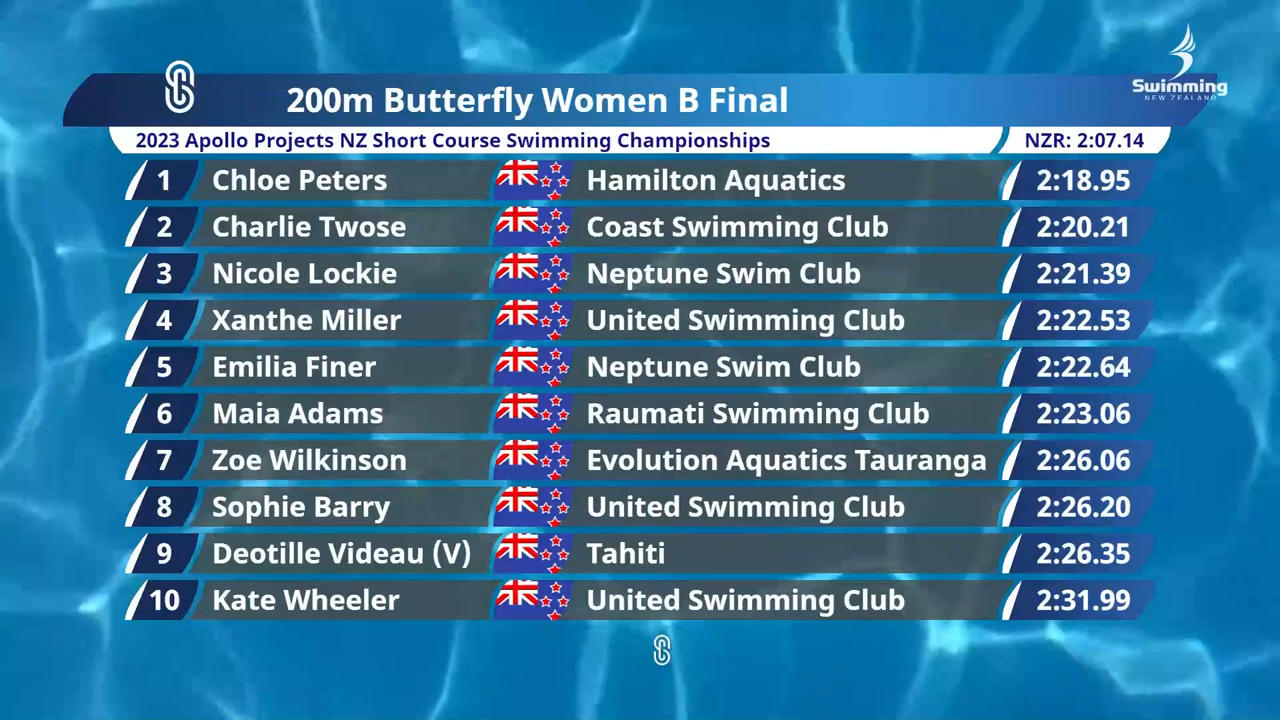 200m Butterfly Women B Final
Swimming
NEW ZEALAND
2023 Apollo Projects NZ Short Course Swimming Championships NZR: 2:07.14
1 Chloe Peters Hamilton Aquatics 2:18.95
2 Charlie Twose Coast Swimming Club 2:20.21
3 Nicole Lockie Neptune Swim Club 2:21.39
4 Xanthe Miller United Swimming Club 2:22.53
5 Emilia Finer Neptune Swim Club 2:22.64
6 Maia Adams Raumati Swimming Club 2:23.06
7 Zoe Wilkinson Evolution Aquatics Tauranga 2:26.06
8 Sophie Barry United Swimming Club 2:26.20
9 Deotille Videau (V) Tahiti 2:26.35
10 Kate Wheeler United Swimming Club 2:31.99